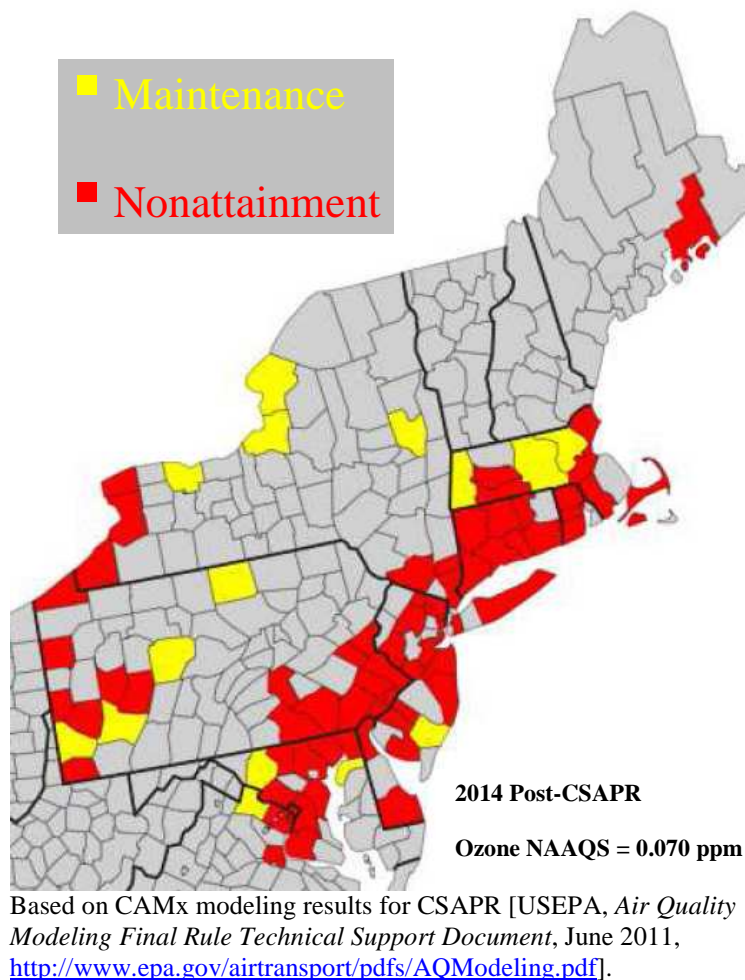 Maintenance
Nonattainment
2014 Post-CSAPR
Ozone NAAQS = 0.070 ppm
Based on CAMx modeling results for CSAPR [USEPA, Air Quality
Modeling Final Rule Technical Support Document, June 2011,
http://www.epa.gov/airtransport/pdfs/AQModeling.pdf].